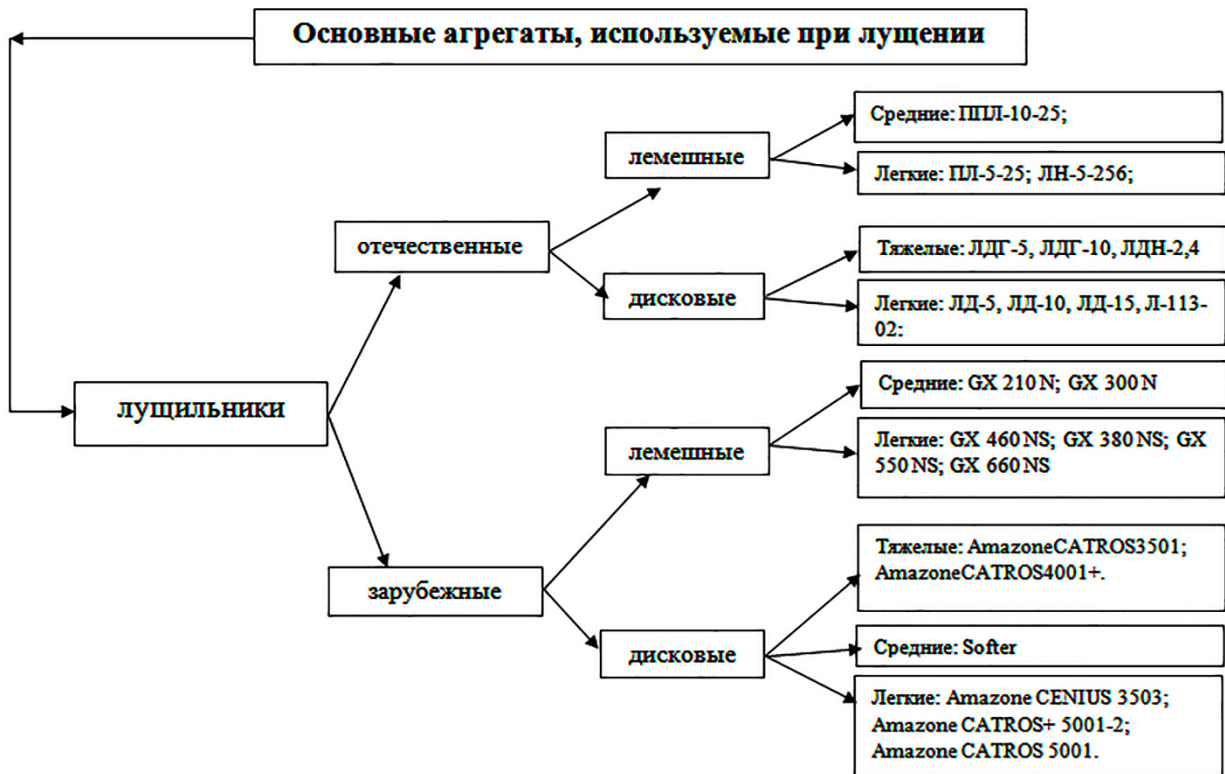 Основные агрегаты, используемые при лущении
лущильники
отечественные
лемешные
Средние: ППЛ-10-25;
Легкие: ПЛ-5-25; ЛН-5-256;
дисковые
Тяжелые: ЛДГ-5, ЛДГ-10, ЛДН-2,4
Легкие: ЛД-5, ЛД-10, ЛД-15, Л-113-
02:
зарубежные
лемешные
Средние: GX 210 N; GX 300 N
Легкие: GX 460 NS; GX 380 NS; GX
550 NS; GX 660 NS
дисковые
Тяжелые: AmazoneCATROS3501;
AmazoneCATROS4001+.
Средние: Softer
Легкие: Amazone CENIUS 3503;
Amazone CATROS+ 5001-2;
Amazone CATROS 5001.